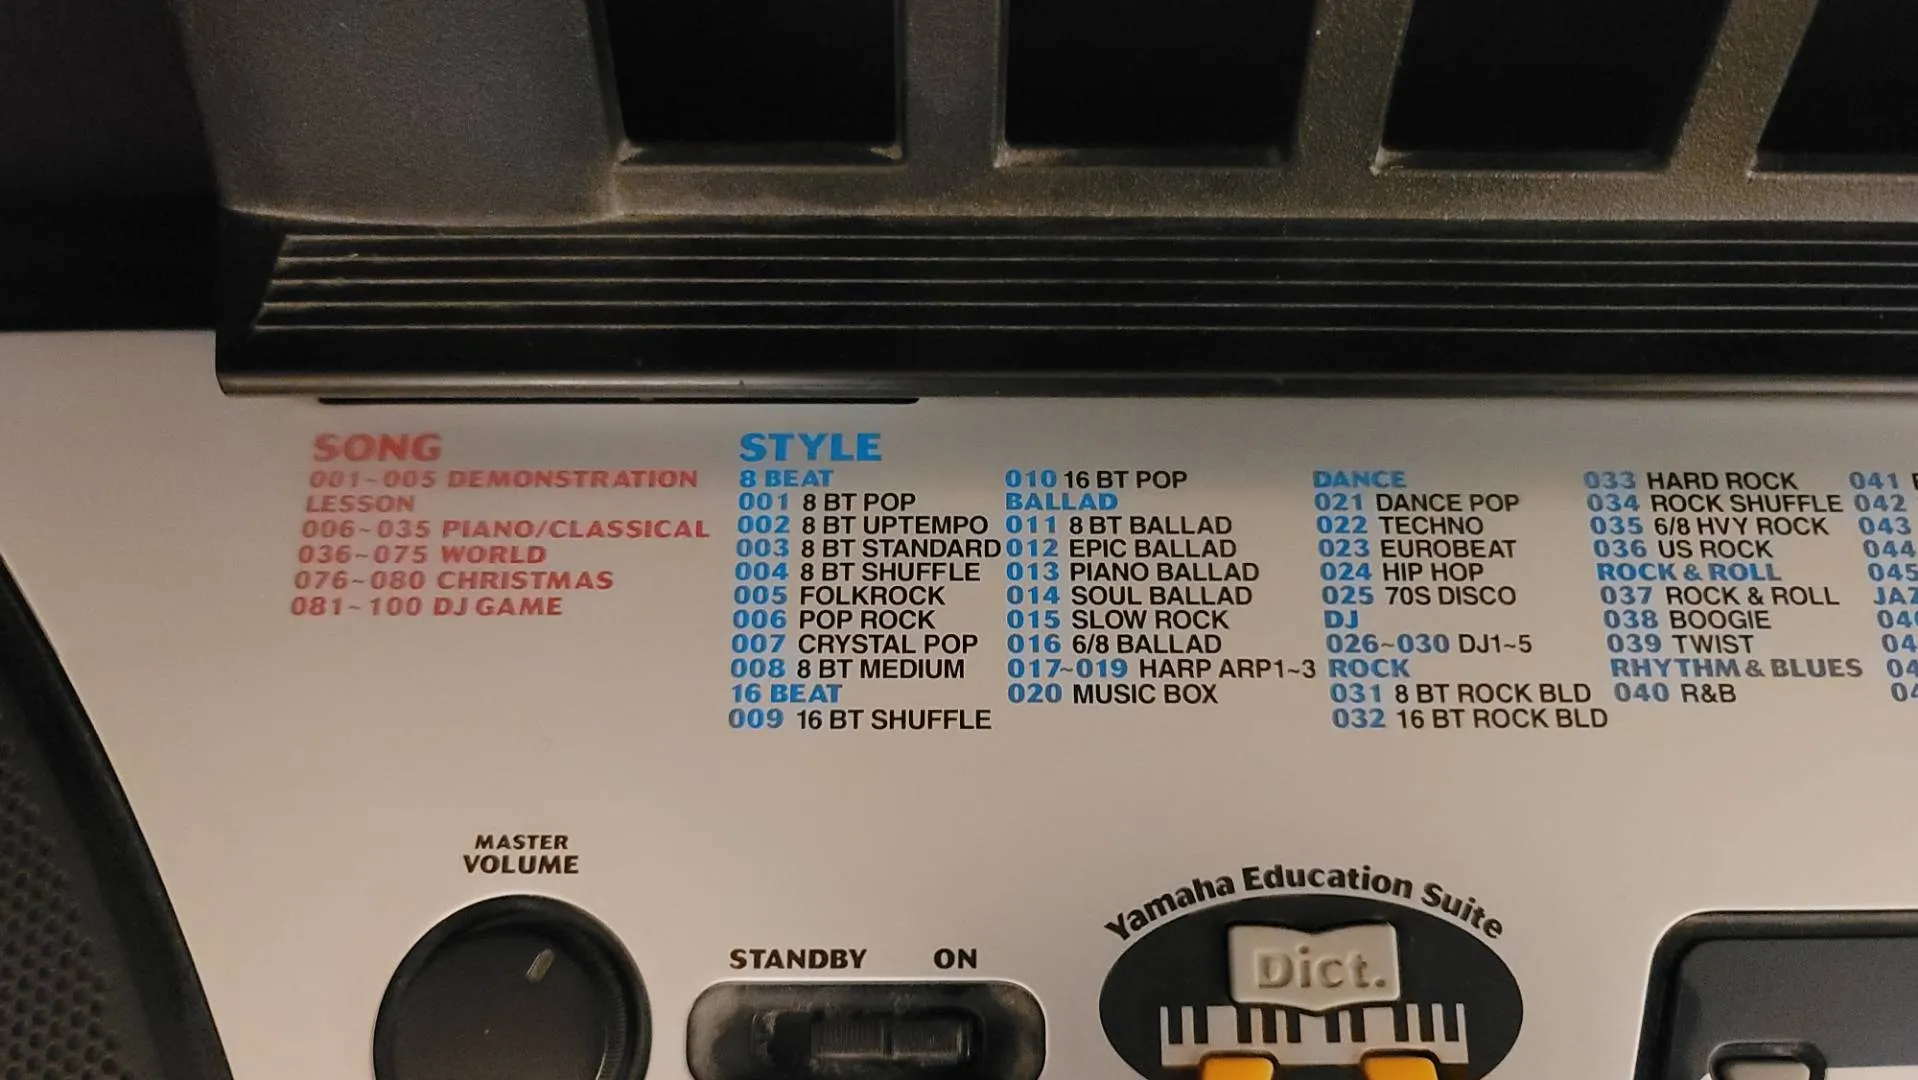 SONG
001~005 DEMONSTRATION
LESSON
006~035 PIANO/CLASSICAL
036~075 WORLD
076~080 CHRISTMAS
081~100 DJ GAME
STYLE
8 BEAT
001 8 BT POP
002 8 BT UPTEMPO
003 8 BT STANDARD
004 8 BT SHUFFLE
005 FOLKROCK
006 POP ROCK
007 CRYSTAL POP
008 8 BT MEDIUM
16 BEAT
009 16 BT SHUFFLE
010 16 BT POP
BALLAD
011 8 BT BALLAD
012 EPIC BALLAD
013 PIANO BALLAD
014 SOUL BALLAD
015 SLOW ROCK
016 6/8 BALLAD
017~019 HARP ARP1~3
020 MUSIC BOX
DANCE
021 DANCE POP
022 TECHNO
023 EUROBEAT
024 HIP HOP
025 70S DISCO
DJ
026~030 DJ1~5
ROCK
031 8 BT ROCK BLD
032 16 BT ROCK BLD
033 HARD ROCK
034 ROCK SHUFFLE
035 6/8 HVY ROCK
036 US ROCK
ROCK & ROLL
037 ROCK & ROLL
038 BOOGIE
039 TWIST
RHYTHM & BLUES
040 R&B
041
042
043
044
045
MASTER
VOLUME
STANDBY ON
Yamaha Education Suite
Dict.